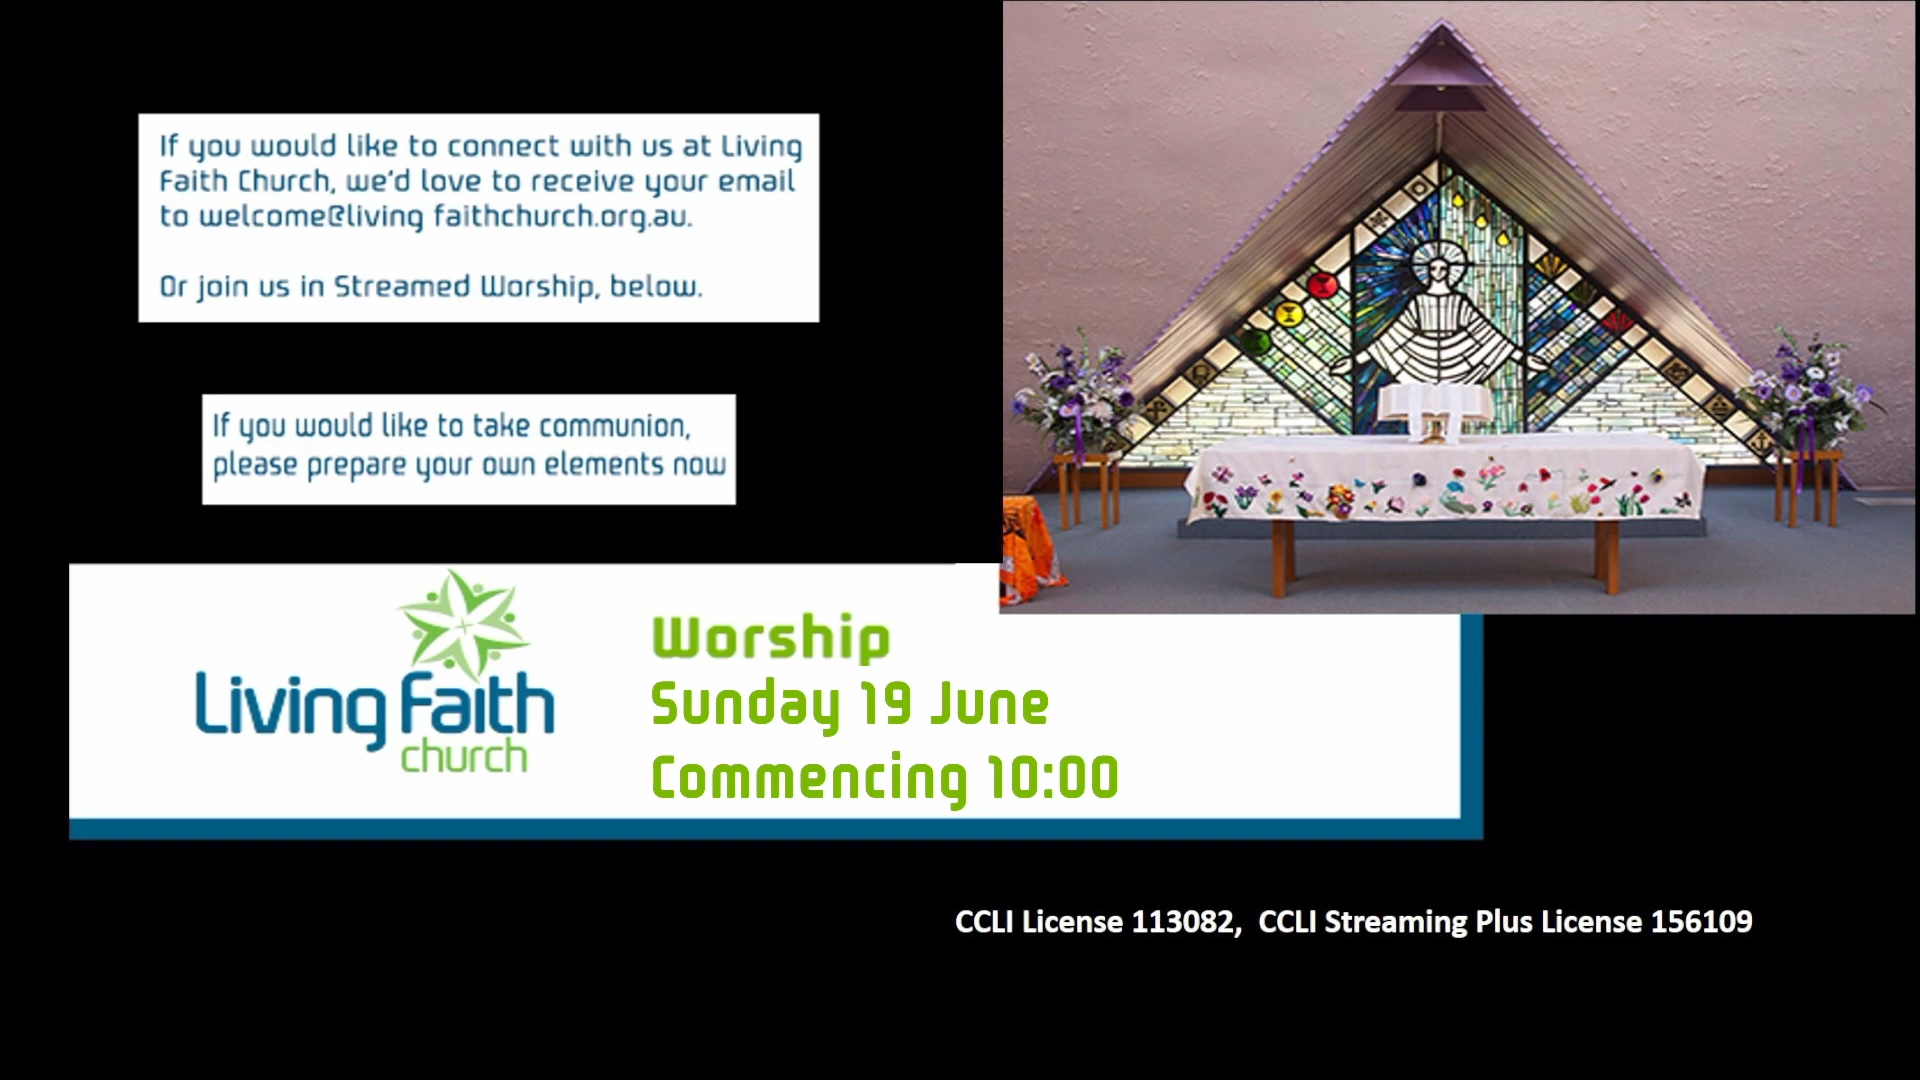 If you would like to connect with us at Living
Faith Church, we'd love to receive your email
to welcome@living faithchurch.org.au.
Or join us in Streamed Worship, below.
If you would like to take communion,
please prepare your own elements now
Living Faith
church
Worship
Sunday 19 June
Commencing 10:00
CCLI License 113082, CCLI Streaming Plus License 156109